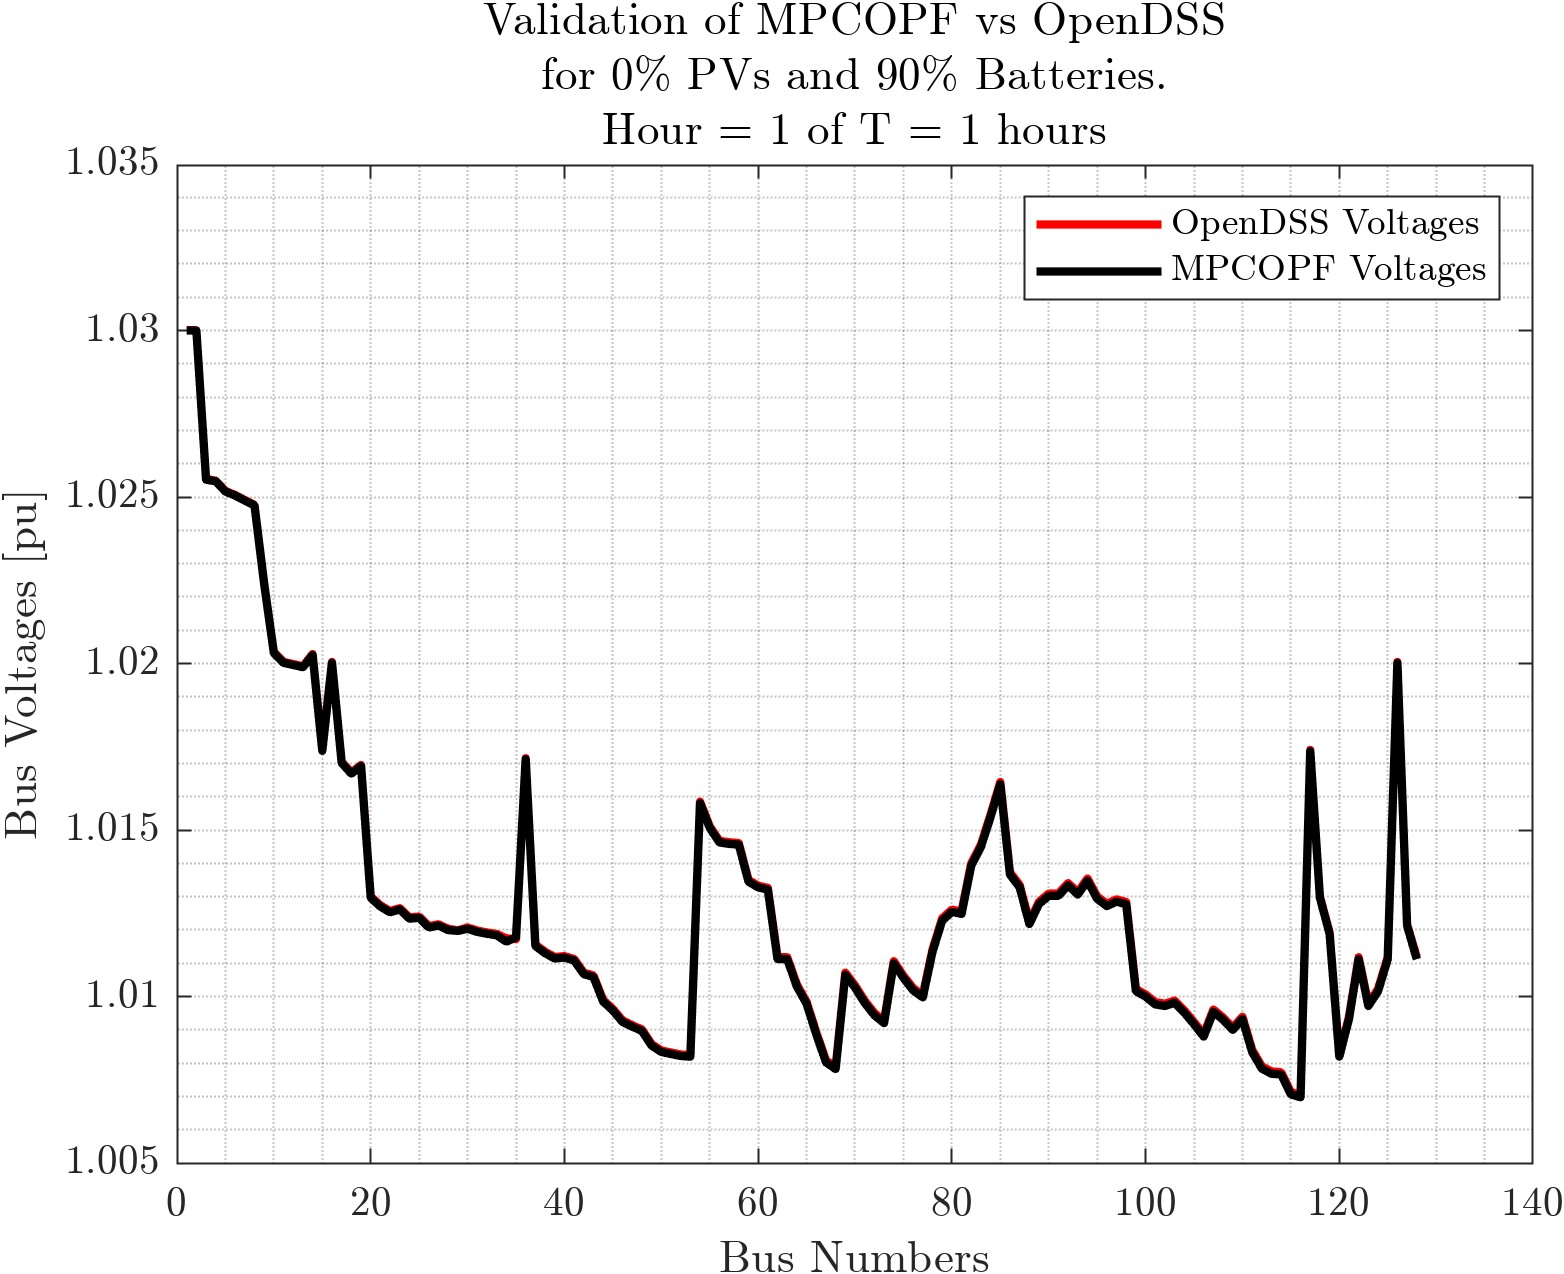 Validation of MPCOPF vs OpenDSS
for 0% PVs and 90% Batteries.
Hour = 1 of T = 1 hours
1.035
1.03
1.025
1.02
1.015
1.01
1.005
Bus Voltages [pu]
OpenDSS Voltages
MPCOPF Voltages
0 20 40 60 80 100 120 140
Bus Numbers